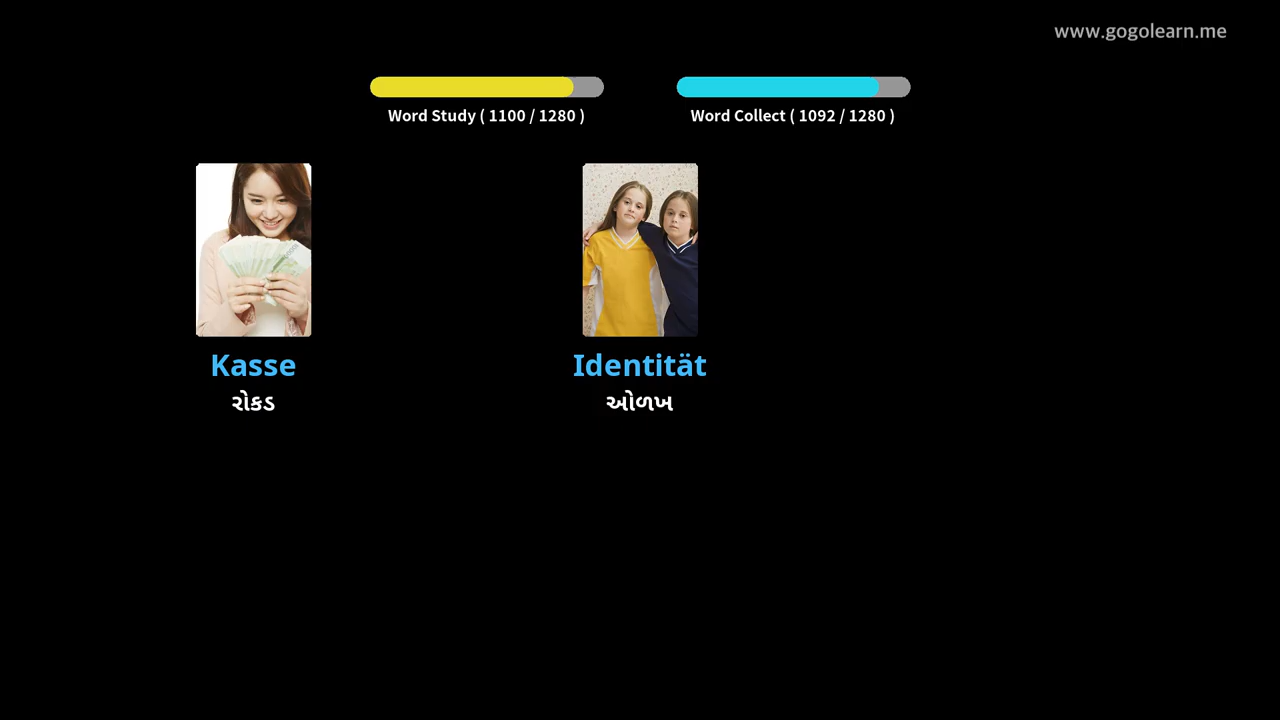 www.gogolearn.me
Word Study ( 1100 / 1280 )
Word Collect ( 1092 / 1280 )
Kasse
રોકડ
Identität
ઓળખ